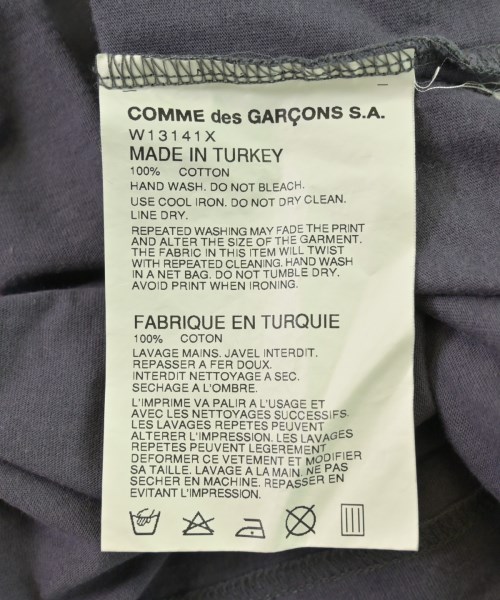 COMME des GARÇONS S.A.
W13141X
MADE IN TURKEY
100% COTTON
HAND WASH. DO NOT BLEACH.
USE COOL IRON. DO NOT DRY CLEAN.
LINE DRY.
REPEATED WASHING MAY FADE THE PRINT
AND ALTER THE SIZE OF THE GARMENT.
THE FABRIC IN THIS ITEM WILL TWIST
WITH REPEATED CLEANING. HAND WASH
IN A NET BAG. DO NOT TUMBLE DRY.
AVOID PRINT WHEN IRONING.
FABRIQUE EN TURQUIE
100% COTON
LAVAGE MAINS. JAVEL INTERDIT.
REPASSER A FER DOUX.
INTERDIT NETTOYAGE A SEC.
SECHAGE A L'OMBRE.
L'IMPRIME VA PALIR A L'USAGE ET
AVEC LES NETTOYAGES SUCCESSIFS.
LES LAVAGES REPETES PEUVENT
ALTERER L'IMPRESSION. LES LAVAGES
REPETES PEUVENT LEGEREMENT
DEFORMER CE VETEMENT ET MODIFIER
SA TAILLE. LAVAGE A LA MAIN. NE PAS
SECHER EN MACHINE. REPASSER EN
EVITANT L'IMPRESSION.